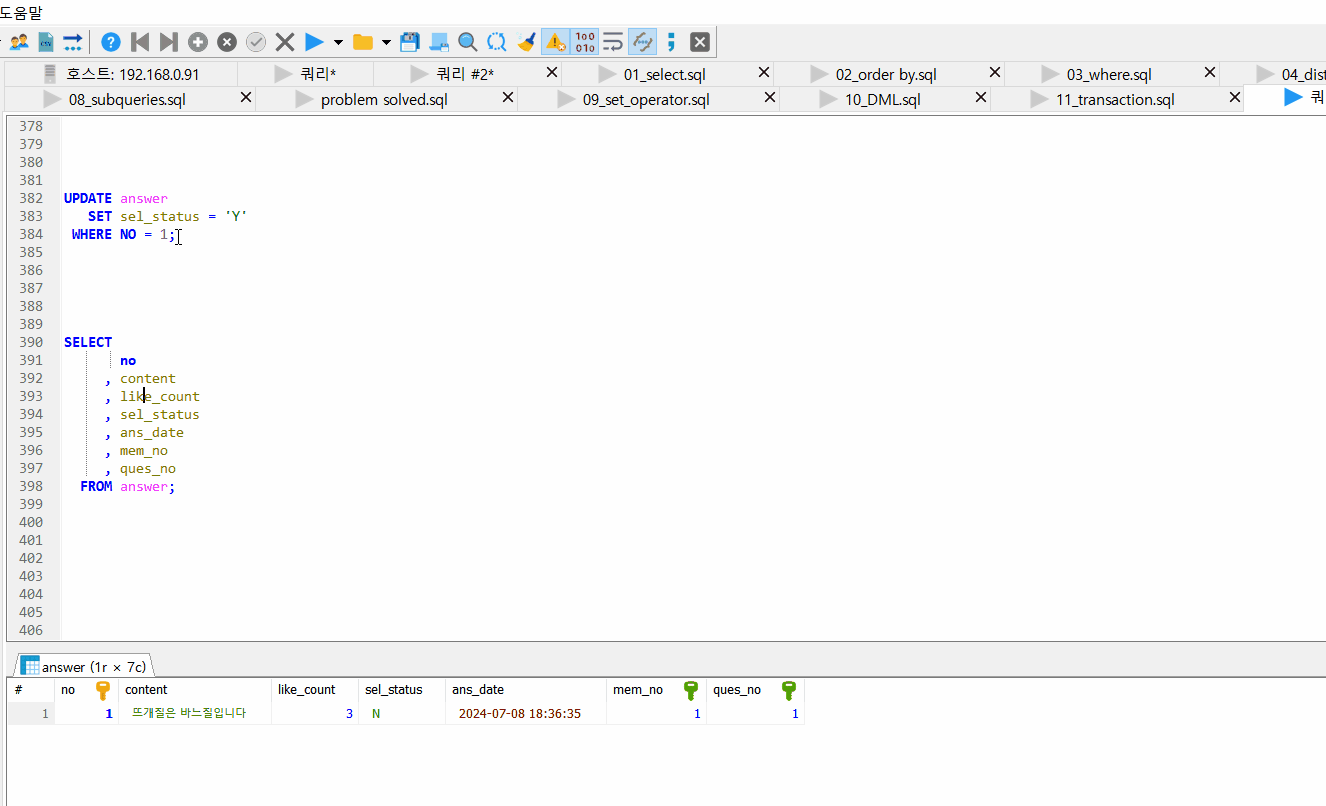 도움말
호스트: 192.168.0.91 쿼리* 쿼리 #2* 01_select.sql 02_order by.sql 03_where.sql 04_dist
08_subqueries.sql problem solved.sql 09_set_operator.sql 10_DML.sql 11_transaction.sql 쿼
378
379
380
381
382 UPDATE answer
383 SET sel_status = 'Y'
384 WHERE NO = 1;
385
386
387
388
389
390 SELECT
391 no
392 , content
393 , like_count
394 , sel_status
395 , ans_date
396 , mem_no
397 , ques_no
398 FROM answer;
399
400
401
402
403
404
405
406
answer (1r × 7c)
# no content like_count sel_status ans_date mem_no ques_no
1 1 뜨개질은 바느질입니다 3 N 2024-07-08 18:36:35 1 1